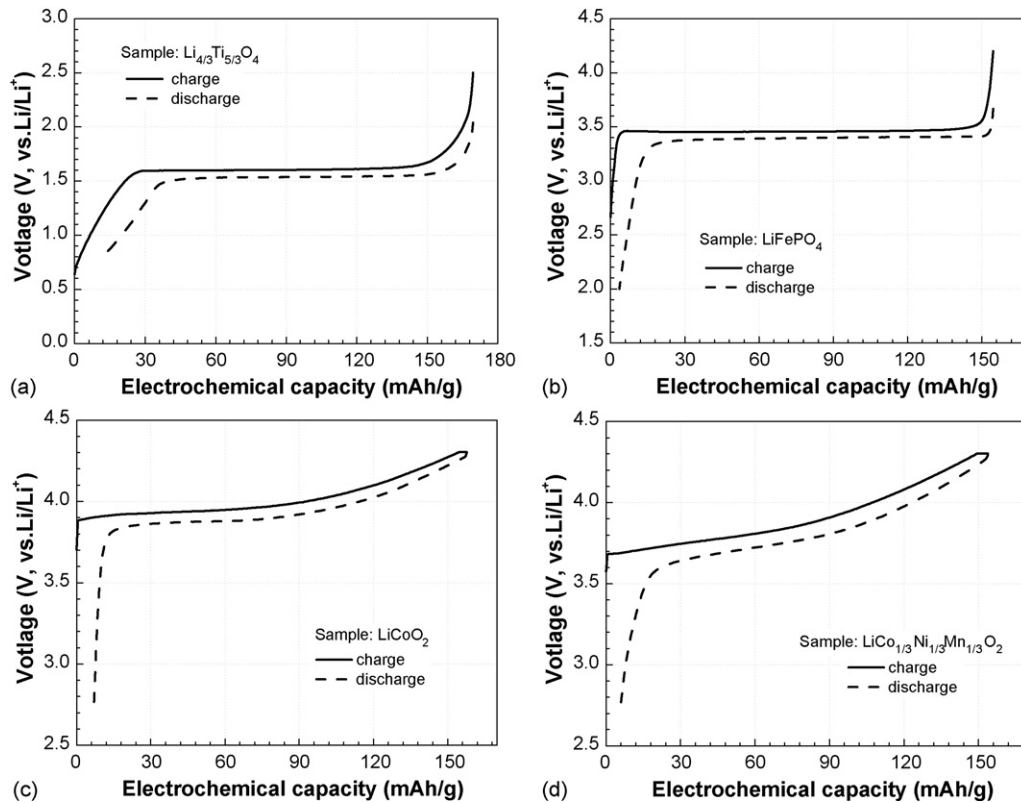 3.0
2.5
2.0
1.5
1.0
0.5
0.0
Votlage (V, vs.Li/Li⁺)
Sample: Li₄/₃Ti₅/₃O₄
charge
discharge
0 30 60 90 120 150 180
(a) Electrochemical capacity (mAh/g)
4.5
4.0
3.5
3.0
2.5
2.0
1.5
Votlage (V, vs.Li/Li⁺)
Sample: LiFePO₄
charge
discharge
0 30 60 90 120 150
(b) Electrochemical capacity (mAh/g)
4.5
4.0
3.5
3.0
2.5
Votlage (V, vs.Li/Li⁺)
Sample: LiCoO₂
charge
discharge
0 30 60 90 120 150
(c) Electrochemical capacity (mAh/g)
4.5
4.0
3.5
3.0
2.5
Votlage (V, vs.Li/Li⁺)
Sample: LiCo₁/₃Ni₁/₃Mn₁/₃O₂
charge
discharge
0 30 60 90 120 150
(d) Electrochemical capacity (mAh/g)